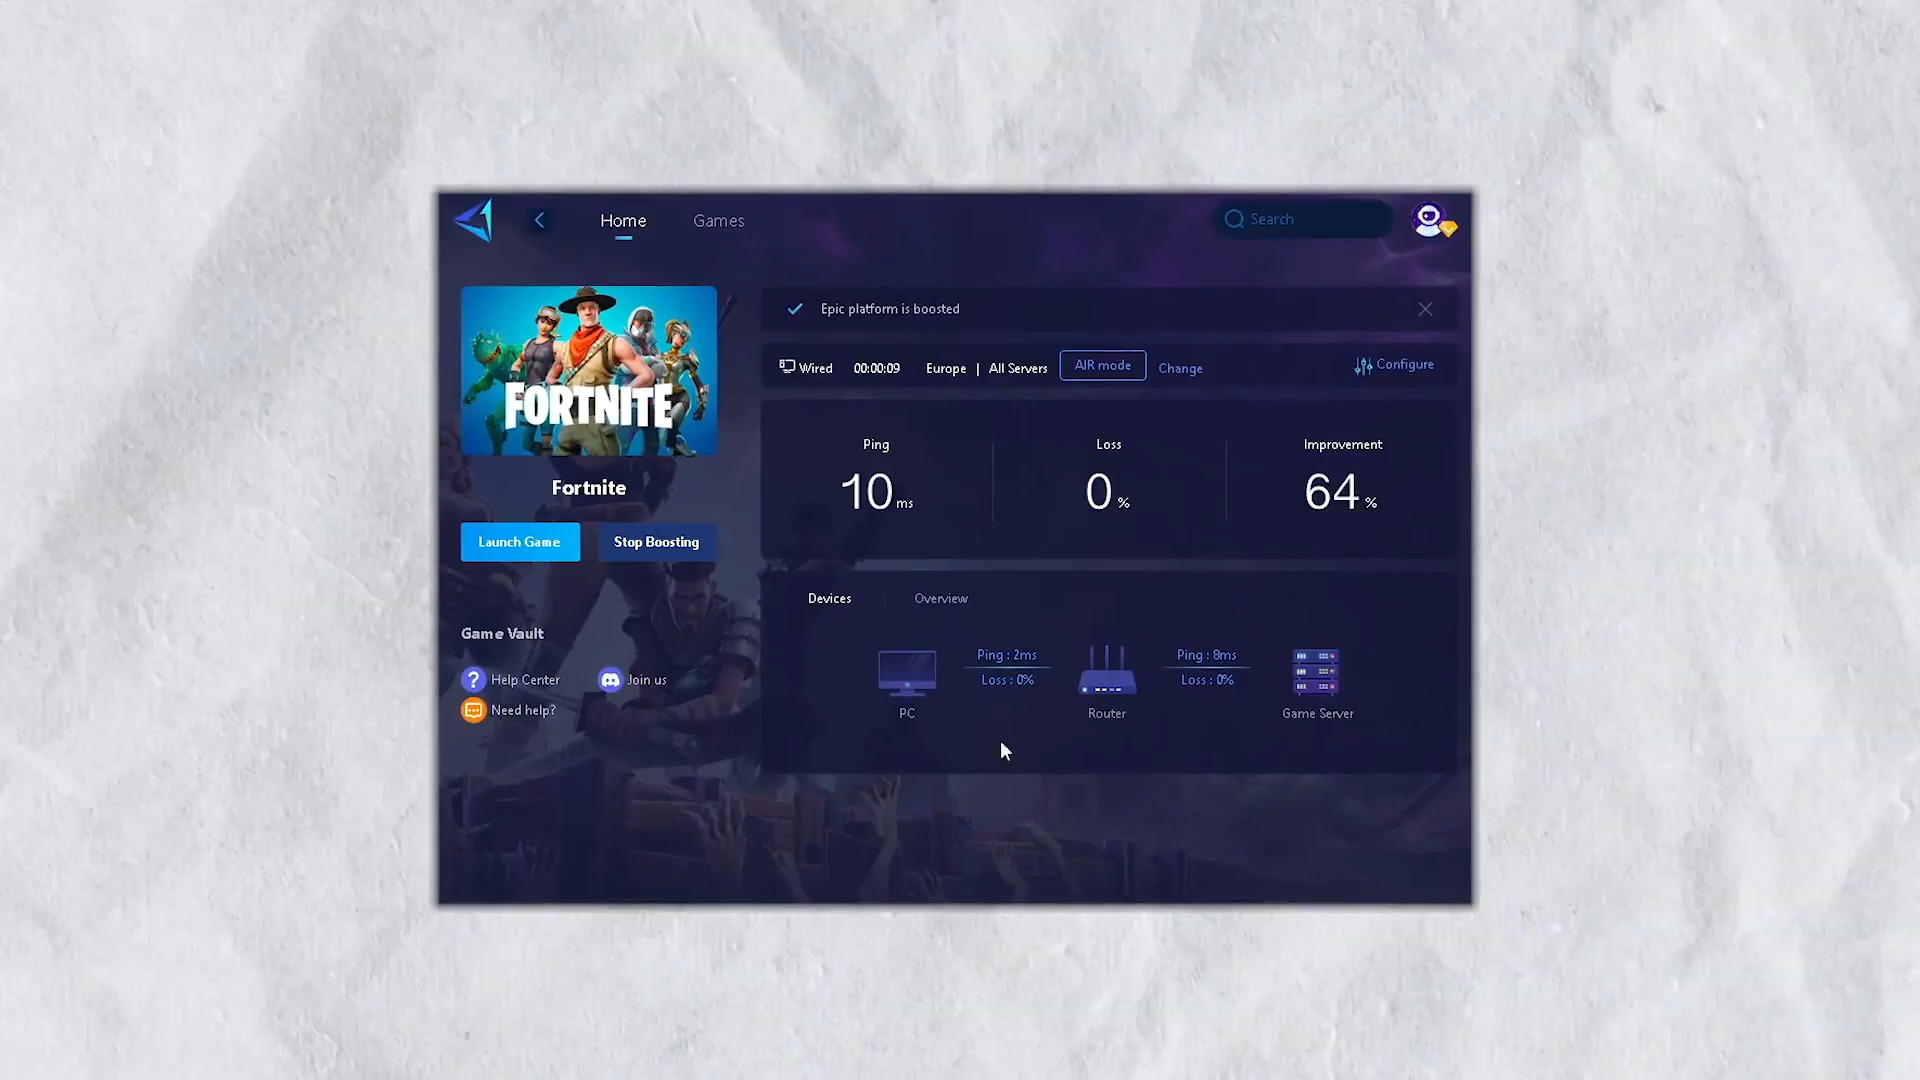 Home
Games
Search
FORTNITE
Fortnite
Launch Game
Stop Boosting
Game Vault
Help Center
Join us
Need help?
Epic platform is boosted
Wired 00:00:09 Europe | All Servers AIR mode Change
Configure
Ping
10 ms
Loss
0 %
Improvement
64 %
Devices
Overview
Ping : 2ms
Loss : 0%
Ping : 8ms
Loss : 0%
PC
Router
Game Server